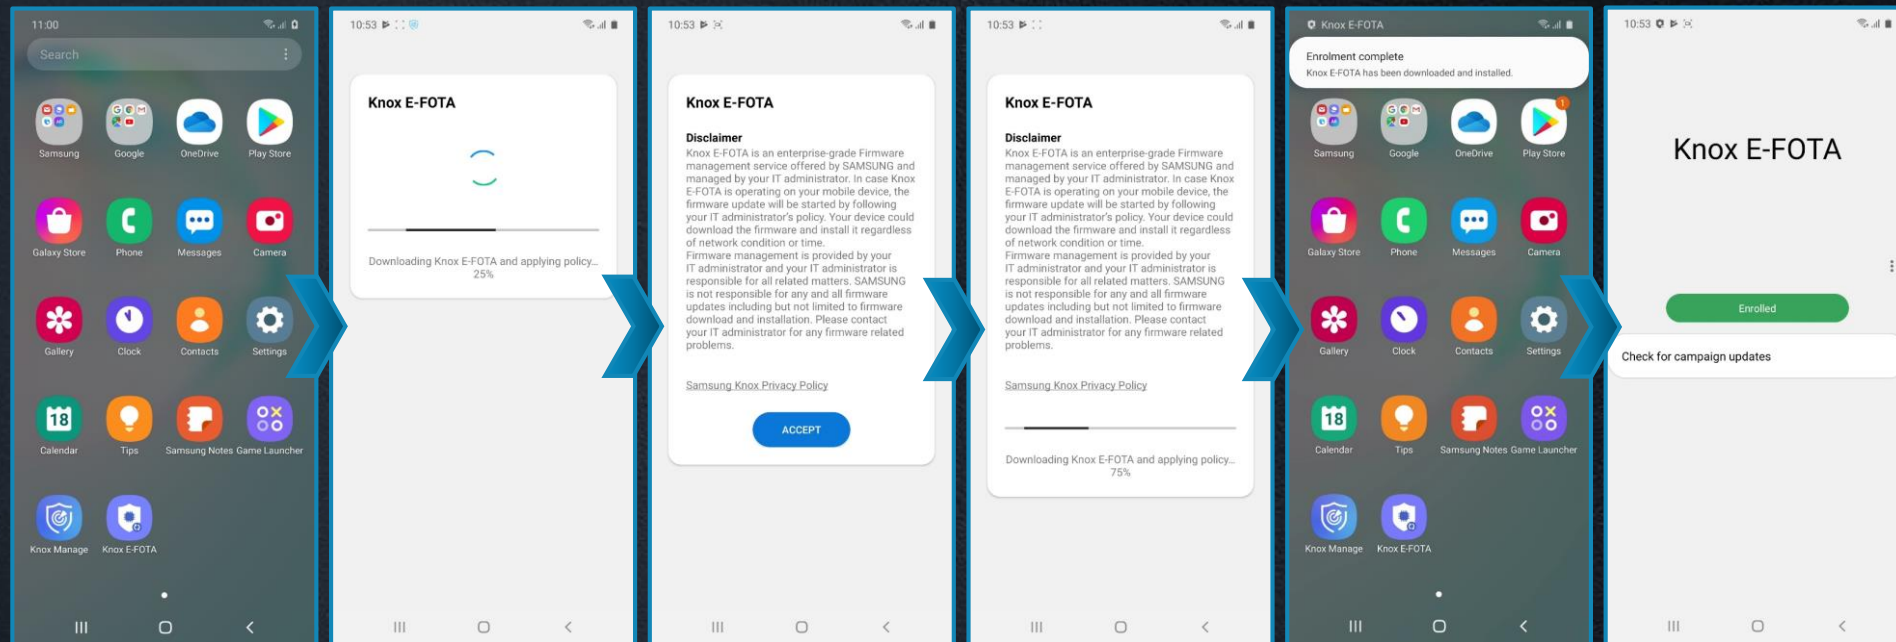 11:00
Search
Samsung
Google
OneDrive
Play Store
Galaxy Store
Phone
Messages
Camera
Gallery
Clock
Contacts
Settings
18
Calendar
Tips
Samsung Notes
Game Launcher
Knox Manage
Knox E-FOTA
10:53
Knox E-FOTA
Downloading Knox E-FOTA and applying policy...
25%
10:53
Knox E-FOTA
Disclaimer
Knox E-FOTA is an enterprise-grade Firmware
management service offered by SAMSUNG and
managed by your IT administrator. In case Knox
E-FOTA is operating on your mobile device, the
firmware update will be started by following
your IT administrator's policy. Your device could
download the firmware and install it regardless
of network condition or time.
Firmware management is provided by your
IT administrator and your IT administrator is
responsible for all related matters. SAMSUNG
is not responsible for any and all firmware
updates including but not limited to firmware
download and installation. Please contact
your IT administrator for any firmware related
problems.
Samsung Knox Privacy Policy
ACCEPT
10:53
Knox E-FOTA
Disclaimer
Knox E-FOTA is an enterprise-grade Firmware
management service offered by SAMSUNG and
managed by your IT administrator. In case Knox
E-FOTA is operating on your mobile device, the
firmware update will be started by following
your IT administrator's policy. Your device could
download the firmware and install it regardless
of network condition or time.
Firmware management is provided by your
IT administrator and your IT administrator is
responsible for all related matters. SAMSUNG
is not responsible for any and all firmware
updates including but not limited to firmware
download and installation. Please contact
your IT administrator for any firmware related
problems.
Samsung Knox Privacy Policy
Downloading Knox E-FOTA and applying policy...
75%
Knox E-FOTA
Enrolment complete
Knox E-FOTA has been downloaded and installed.
1
Samsung
Google
OneDrive
Play Store
Galaxy Store
Phone
Messages
Camera
Gallery
Clock
Contacts
Settings
18
Calendar
Tips
Samsung Notes
Game Launcher
Knox Manage
Knox E-FOTA
10:53
Knox E-FOTA
Enrolled
Check for campaign updates